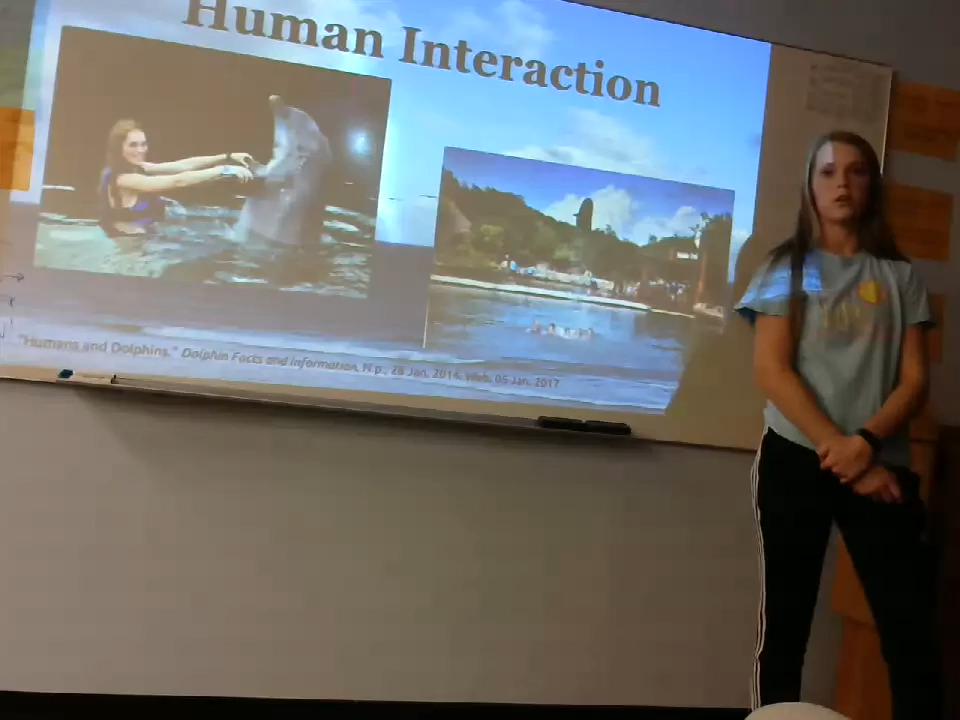 Human Interaction
"Humans and Dolphins." Dolphin Facts and Information. N.p., 28 Jan. 2014. Web. 05 Jan. 2017